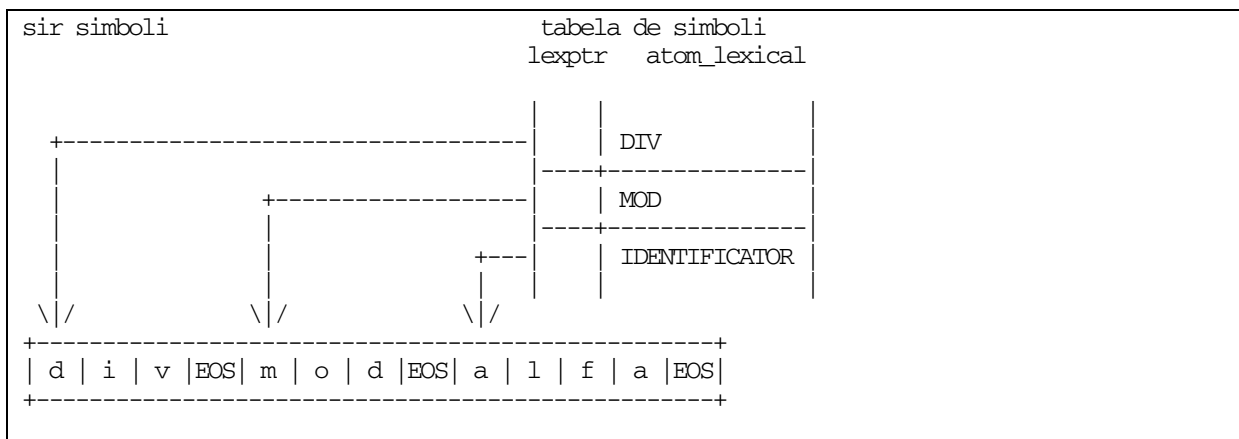 sir simboli tabela de simboli
lexptr atom_lexical
DIV
MOD
IDENTIFICATOR
| d | i | v |EOS| m | o | d |EOS| a | l | f | a |EOS|